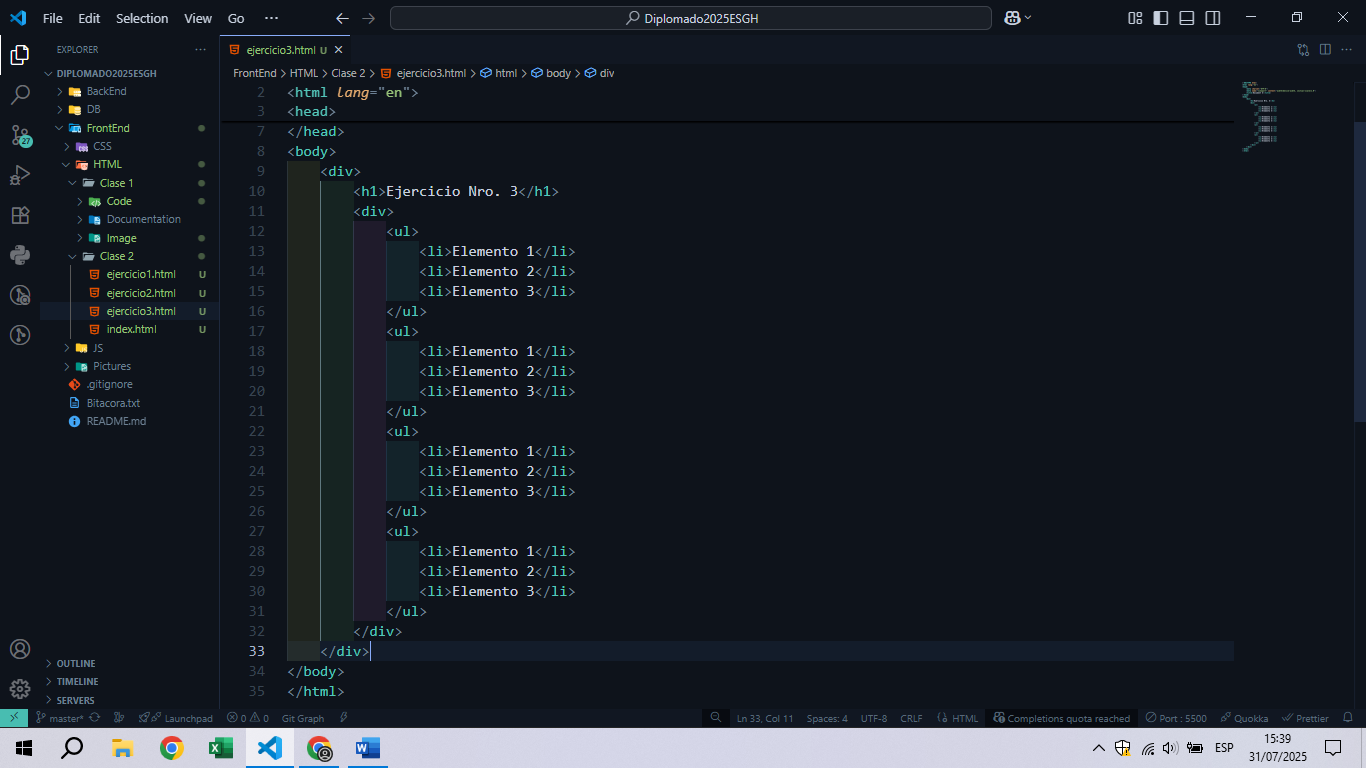 File Edit Selection View Go ··· Diplomado2025ESGH
EXPLORER ···
DIPLOMADO2025ESGH
BackEnd
DB
FrontEnd
CSS
HTML
Clase 1
Code
Documentation
Image
Clase 2
ejercicio1.html U
ejercicio2.html U
ejercicio3.html U
index.html U
JS
Pictures
.gitignore
Bitacora.txt
README.md
OUTLINE
TIMELINE
SERVERS
ejercicio3.html U
FrontEnd > HTML > Clase 2 > ejercicio3.html > html > body > div
2 <html lang="en">
3 <head>
7 </head>
8 <body>
9 <div>
10 <h1>Ejercicio Nro. 3</h1>
11 <div>
12 <ul>
13 <li>Elemento 1</li>
14 <li>Elemento 2</li>
15 <li>Elemento 3</li>
16 </ul>
17 <ul>
18 <li>Elemento 1</li>
19 <li>Elemento 2</li>
20 <li>Elemento 3</li>
21 </ul>
22 <ul>
23 <li>Elemento 1</li>
24 <li>Elemento 2</li>
25 <li>Elemento 3</li>
26 </ul>
27 <ul>
28 <li>Elemento 1</li>
29 <li>Elemento 2</li>
30 <li>Elemento 3</li>
31 </ul>
32 </div>
33 </div>
34 </body>
35 </html>
27
master* Launchpad 0 0 Git Graph Ln 33, Col 11 Spaces: 4 UTF-8 CRLF HTML Completions quota reached Port : 5500 Quokka Prettier
ESP 15:39
31/07/2025